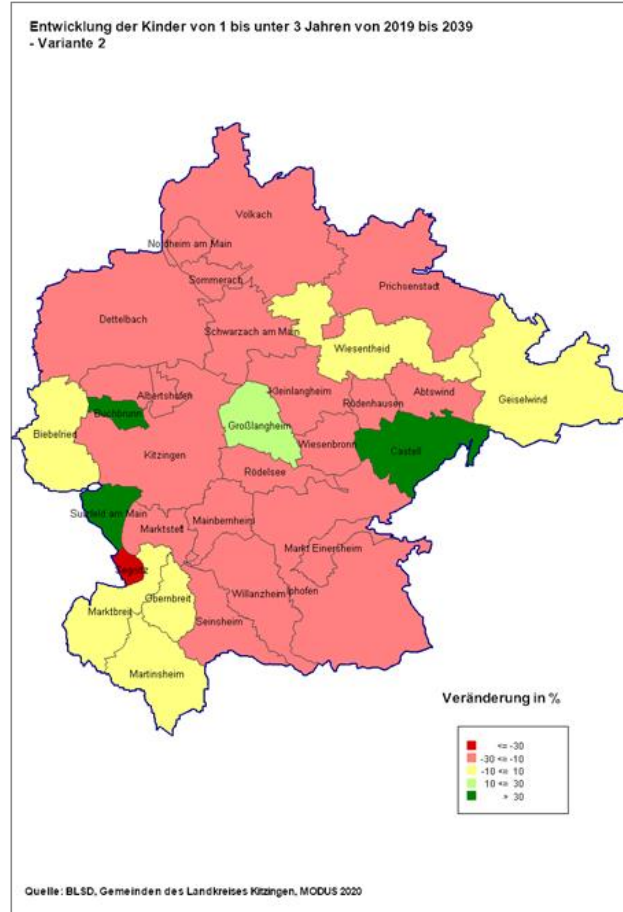 Entwicklung der Kinder von 1 bis unter 3 Jahren von 2019 bis 2039
- Variante 2
Volkach
Nordheim am Main
Sommerach
Prichsenstadt
Dettelbach
Schwarzach am Main
Wiesentheid
Geiselwind
Kleinlangheim
Albertshofen
Abtswind
Rüdenhausen
Buchbrunn
Großlangheim
Biebelried
Wiesenbronn
Castell
Kitzingen
Rödelsee
Sulzfeld am Main
Mainbernheim
Marktsteft
Markt Einersheim
Segnitz
Iphofen
Willanzheim
Obernbreit
Marktbreit
Seinsheim
Martinsheim
Veränderung in %
<= -30
-30 <= -10
-10 <= 10
10 <= 30
> 30
Quelle: BLSD, Gemeinden des Landkreises Kitzingen, MODUS 2020